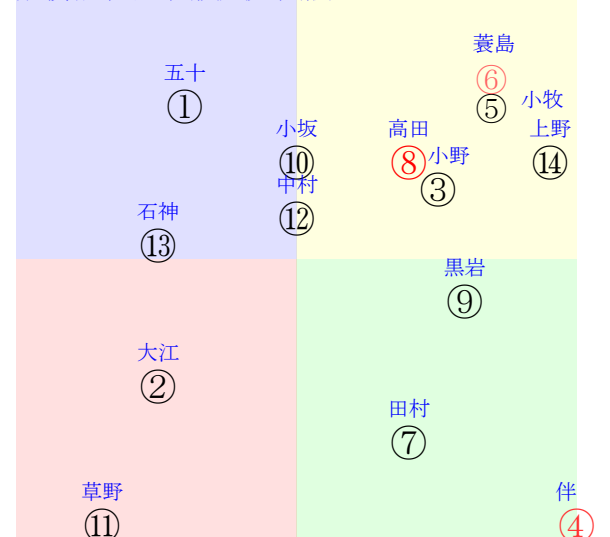 蓑島
⑥
五十
①
⑤
小牧
小坂
高田
上野
⑩
⑧
小野
⑭
中村
③
石神
⑫
⑬
黒岩
⑨
大江
②
田村
⑦
草野
伴
⑪
④